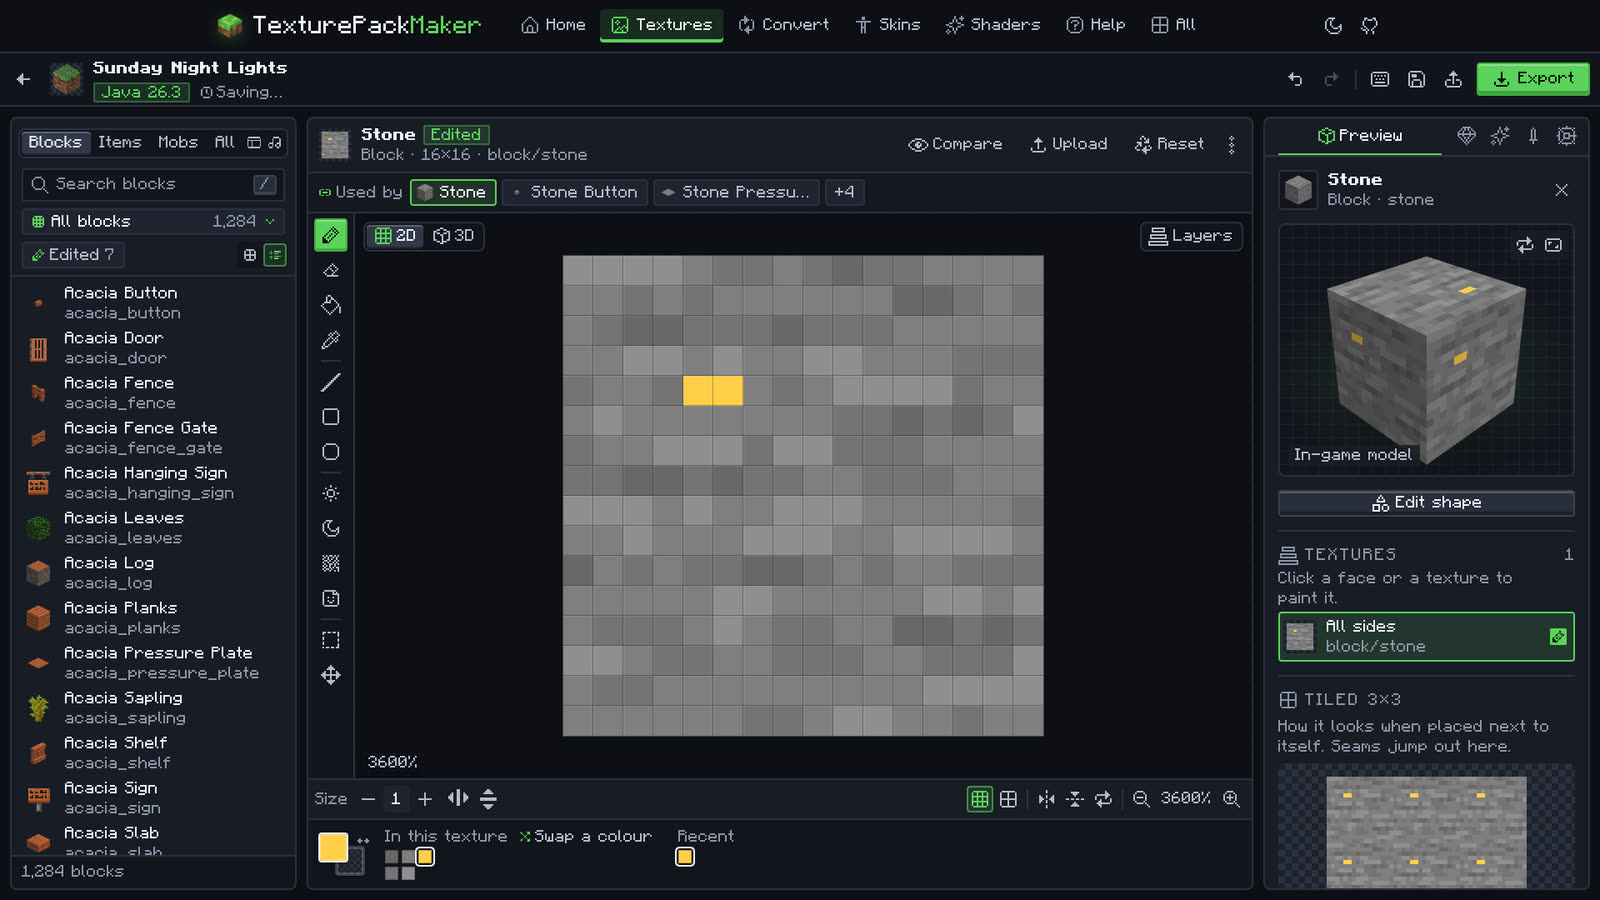 TexturePackMaker
Home
Textures
Convert
Skins
Shaders
Help
All
Sunday Night Lights
Java 26.3
Saving...
Export
Blocks
Items
Mobs
All
Search blocks
/
All blocks
1,284
Edited 7
Acacia Button
acacia_button
Acacia Door
acacia_door
Acacia Fence
acacia_fence
Acacia Fence Gate
acacia_fence_gate
Acacia Hanging Sign
acacia_hanging_sign
Acacia Leaves
acacia_leaves
Acacia Log
acacia_log
Acacia Planks
acacia_planks
Acacia Pressure Plate
acacia_pressure_plate
Acacia Sapling
acacia_sapling
Acacia Shelf
acacia_shelf
Acacia Sign
acacia_sign
Acacia Slab
acacia_slab
1,284 blocks
Stone
Edited
Block · 16×16 · block/stone
Compare
Upload
Reset
Used by
Stone
Stone Button
Stone Pressu...
+4
2D
3D
Layers
3600%
Size
1
3600%
In this texture
Swap a colour
Recent
Preview
Stone
Block · stone
In-game model
Edit shape
TEXTURES
1
Click a face or a texture to
paint it.
All sides
block/stone
TILED 3×3
How it looks when placed next to
itself. Seams jump out here.